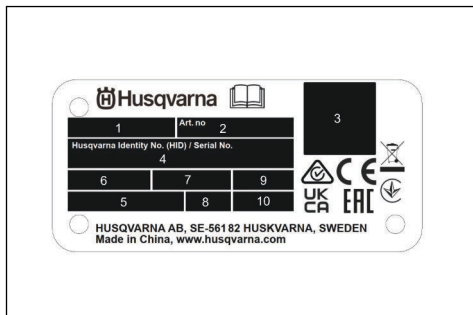 Husqvarna
1
Art. no 2
3
Husqvarna Identity No. (HID) / Serial No.
4
6 7 9
5 8 10
CE
UK
CA
EAC
HUSQVARNA AB, SE-561 82 HUSKVARNA, SWEDEN
Made in China, www.husqvarna.com